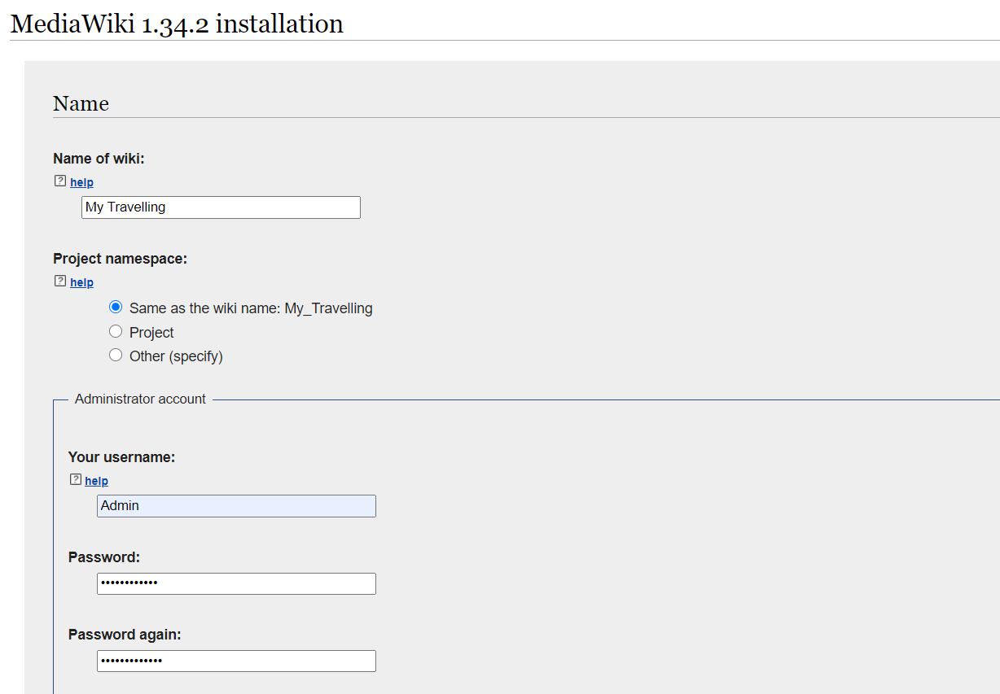 MediaWiki 1.34.2 installation
Name
Name of wiki:
? help
My Travelling
Project namespace:
? help
Same as the wiki name: My_Travelling
Project
Other (specify)
Administrator account
Your username:
? help
Admin
Password:
••••••••••••
Password again:
•••••••••••••